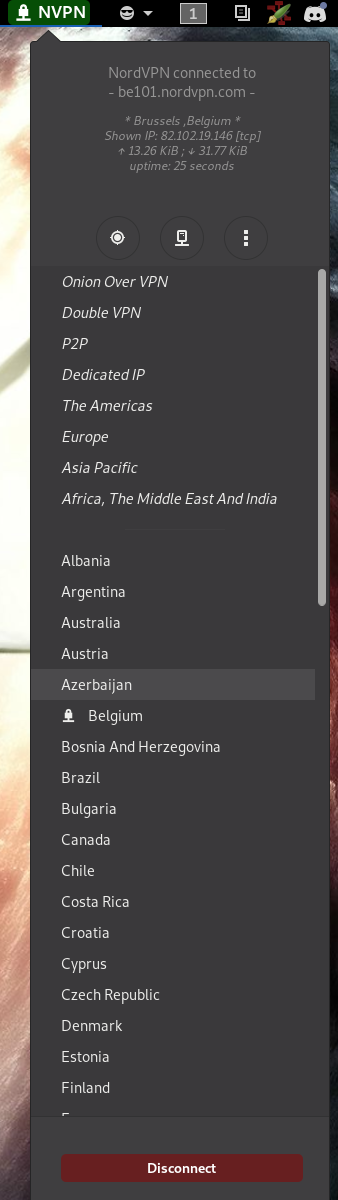 NVPN
1
NordVPN connected to
- be101.nordvpn.com -
* Brussels ,Belgium *
Shown IP: 82.102.19.146 [tcp]
↑ 13.26 KiB ; ↓ 31.77 KiB
uptime: 25 seconds
Onion Over VPN
Double VPN
P2P
Dedicated IP
The Americas
Europe
Asia Pacific
Africa, The Middle East And India
Albania
Argentina
Australia
Austria
Azerbaijan
Belgium
Bosnia And Herzegovina
Brazil
Bulgaria
Canada
Chile
Costa Rica
Croatia
Cyprus
Czech Republic
Denmark
Estonia
Finland
Disconnect